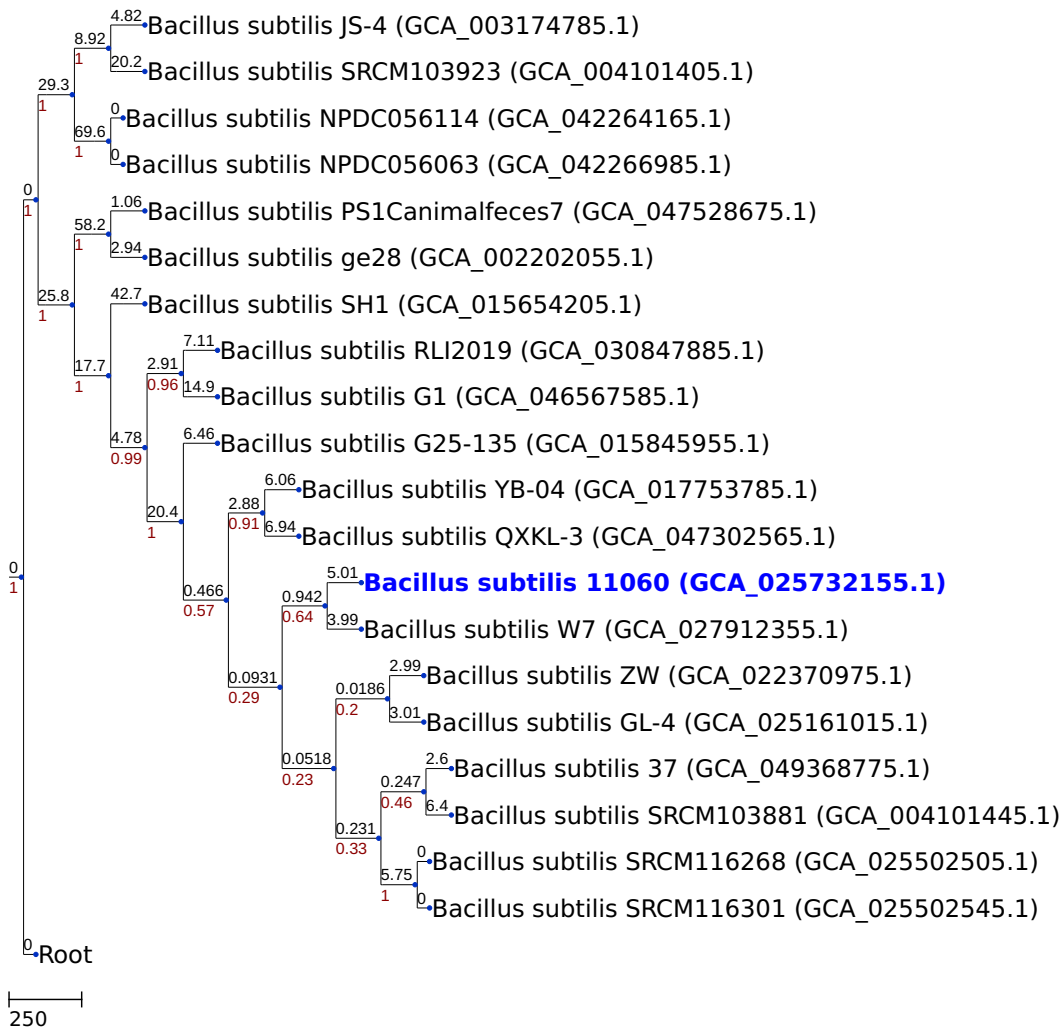 4.82
Bacillus subtilis JS-4 (GCA_003174785.1)
8.92
1
20.2
Bacillus subtilis SRCM103923 (GCA_004101405.1)
29.3
1
0
Bacillus subtilis NPDC056114 (GCA_042264165.1)
69.6
1
0
Bacillus subtilis NPDC056063 (GCA_042266985.1)
0
1
1.06
Bacillus subtilis PS1Canimalfeces7 (GCA_047528675.1)
58.2
1
2.94
Bacillus subtilis ge28 (GCA_002202055.1)
25.8
1
42.7
Bacillus subtilis SH1 (GCA_015654205.1)
17.7
1
7.11
Bacillus subtilis RLI2019 (GCA_030847885.1)
2.91
0.96
14.9
Bacillus subtilis G1 (GCA_046567585.1)
4.78
0.99
6.46
Bacillus subtilis G25-135 (GCA_015845955.1)
20.4
1
6.06
Bacillus subtilis YB-04 (GCA_017753785.1)
2.88
0.91
6.94
Bacillus subtilis QXKL-3 (GCA_047302565.1)
0
1
0.466
0.57
5.01
Bacillus subtilis 11060 (GCA_025732155.1)
0.942
0.64
3.99
Bacillus subtilis W7 (GCA_027912355.1)
0.0931
0.29
2.99
Bacillus subtilis ZW (GCA_022370975.1)
0.0186
0.2
3.01
Bacillus subtilis GL-4 (GCA_025161015.1)
0.0518
0.23
2.6
Bacillus subtilis 37 (GCA_049368775.1)
0.247
0.46
6.4
Bacillus subtilis SRCM103881 (GCA_004101445.1)
0.231
0.33
0
Bacillus subtilis SRCM116268 (GCA_025502505.1)
5.75
1
0
Bacillus subtilis SRCM116301 (GCA_025502545.1)
0
Root
250